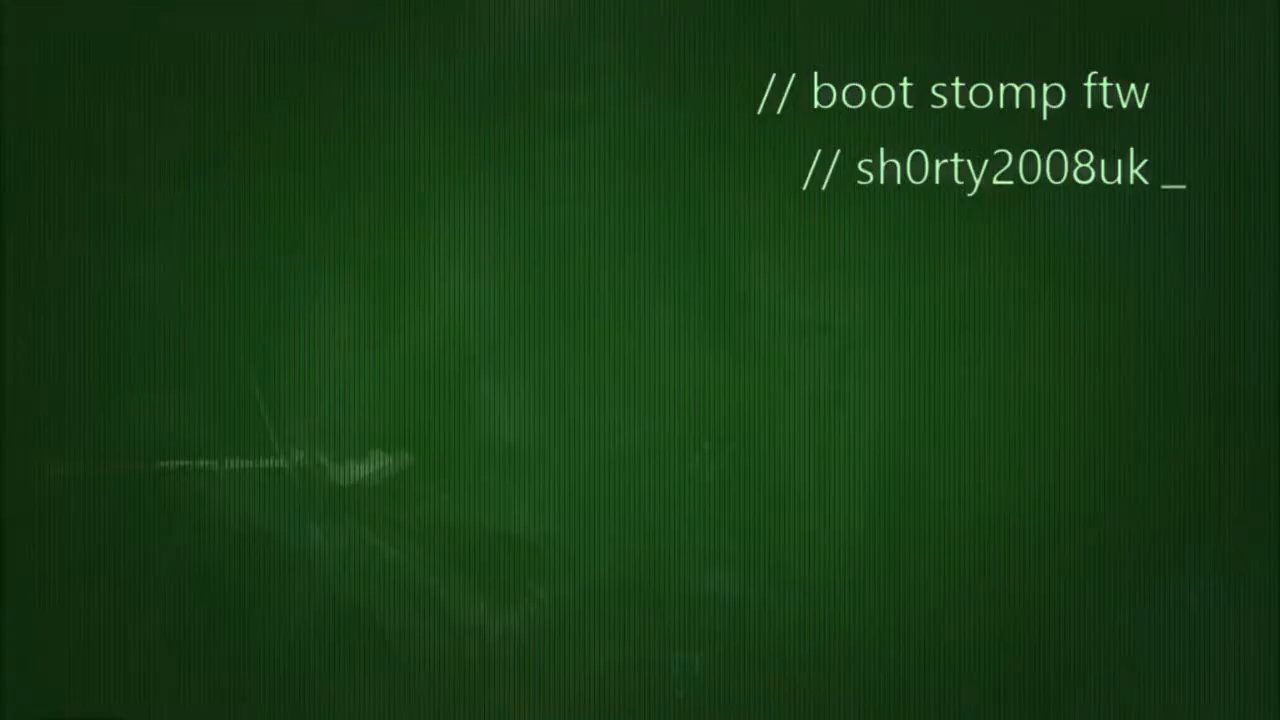 // boot stomp ftw
// sh0rty2008uk _